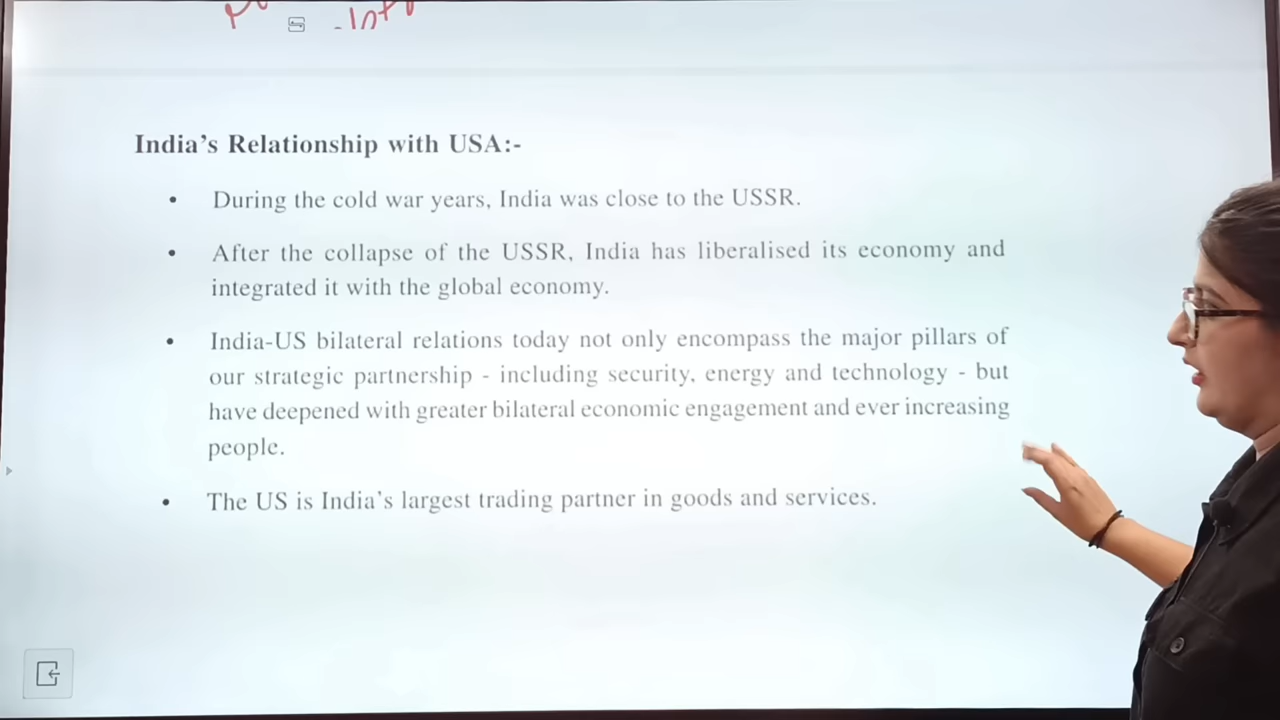 India's Relationship with USA:-
• During the cold war years, India was close to the USSR.
• After the collapse of the USSR, India has liberalised its economy and
integrated it with the global economy.
• India-US bilateral relations today not only encompass the major pillars of
our strategic partnership - including security, energy and technology - but
have deepened with greater bilateral economic engagement and ever increasing
people.
• The US is India's largest trading partner in goods and services.